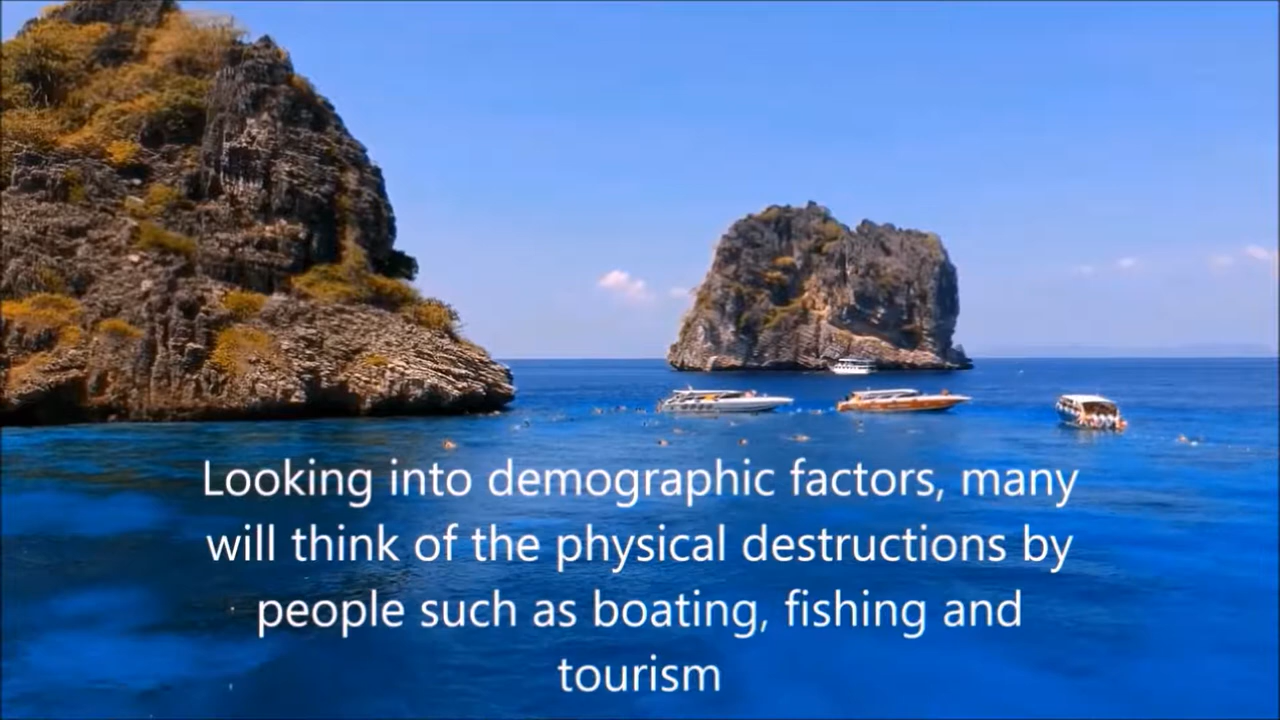 Looking into demographic factors, many
will think of the physical destructions by
people such as boating, fishing and
tourism